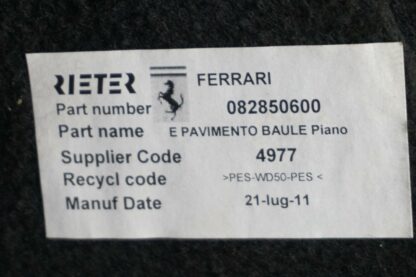 RIETER FERRARI
Part number 082850600
Part name E PAVIMENTO BAULE Piano
Supplier Code 4977
Recycl code >PES-WD50-PES <
Manuf Date 21-lug-11